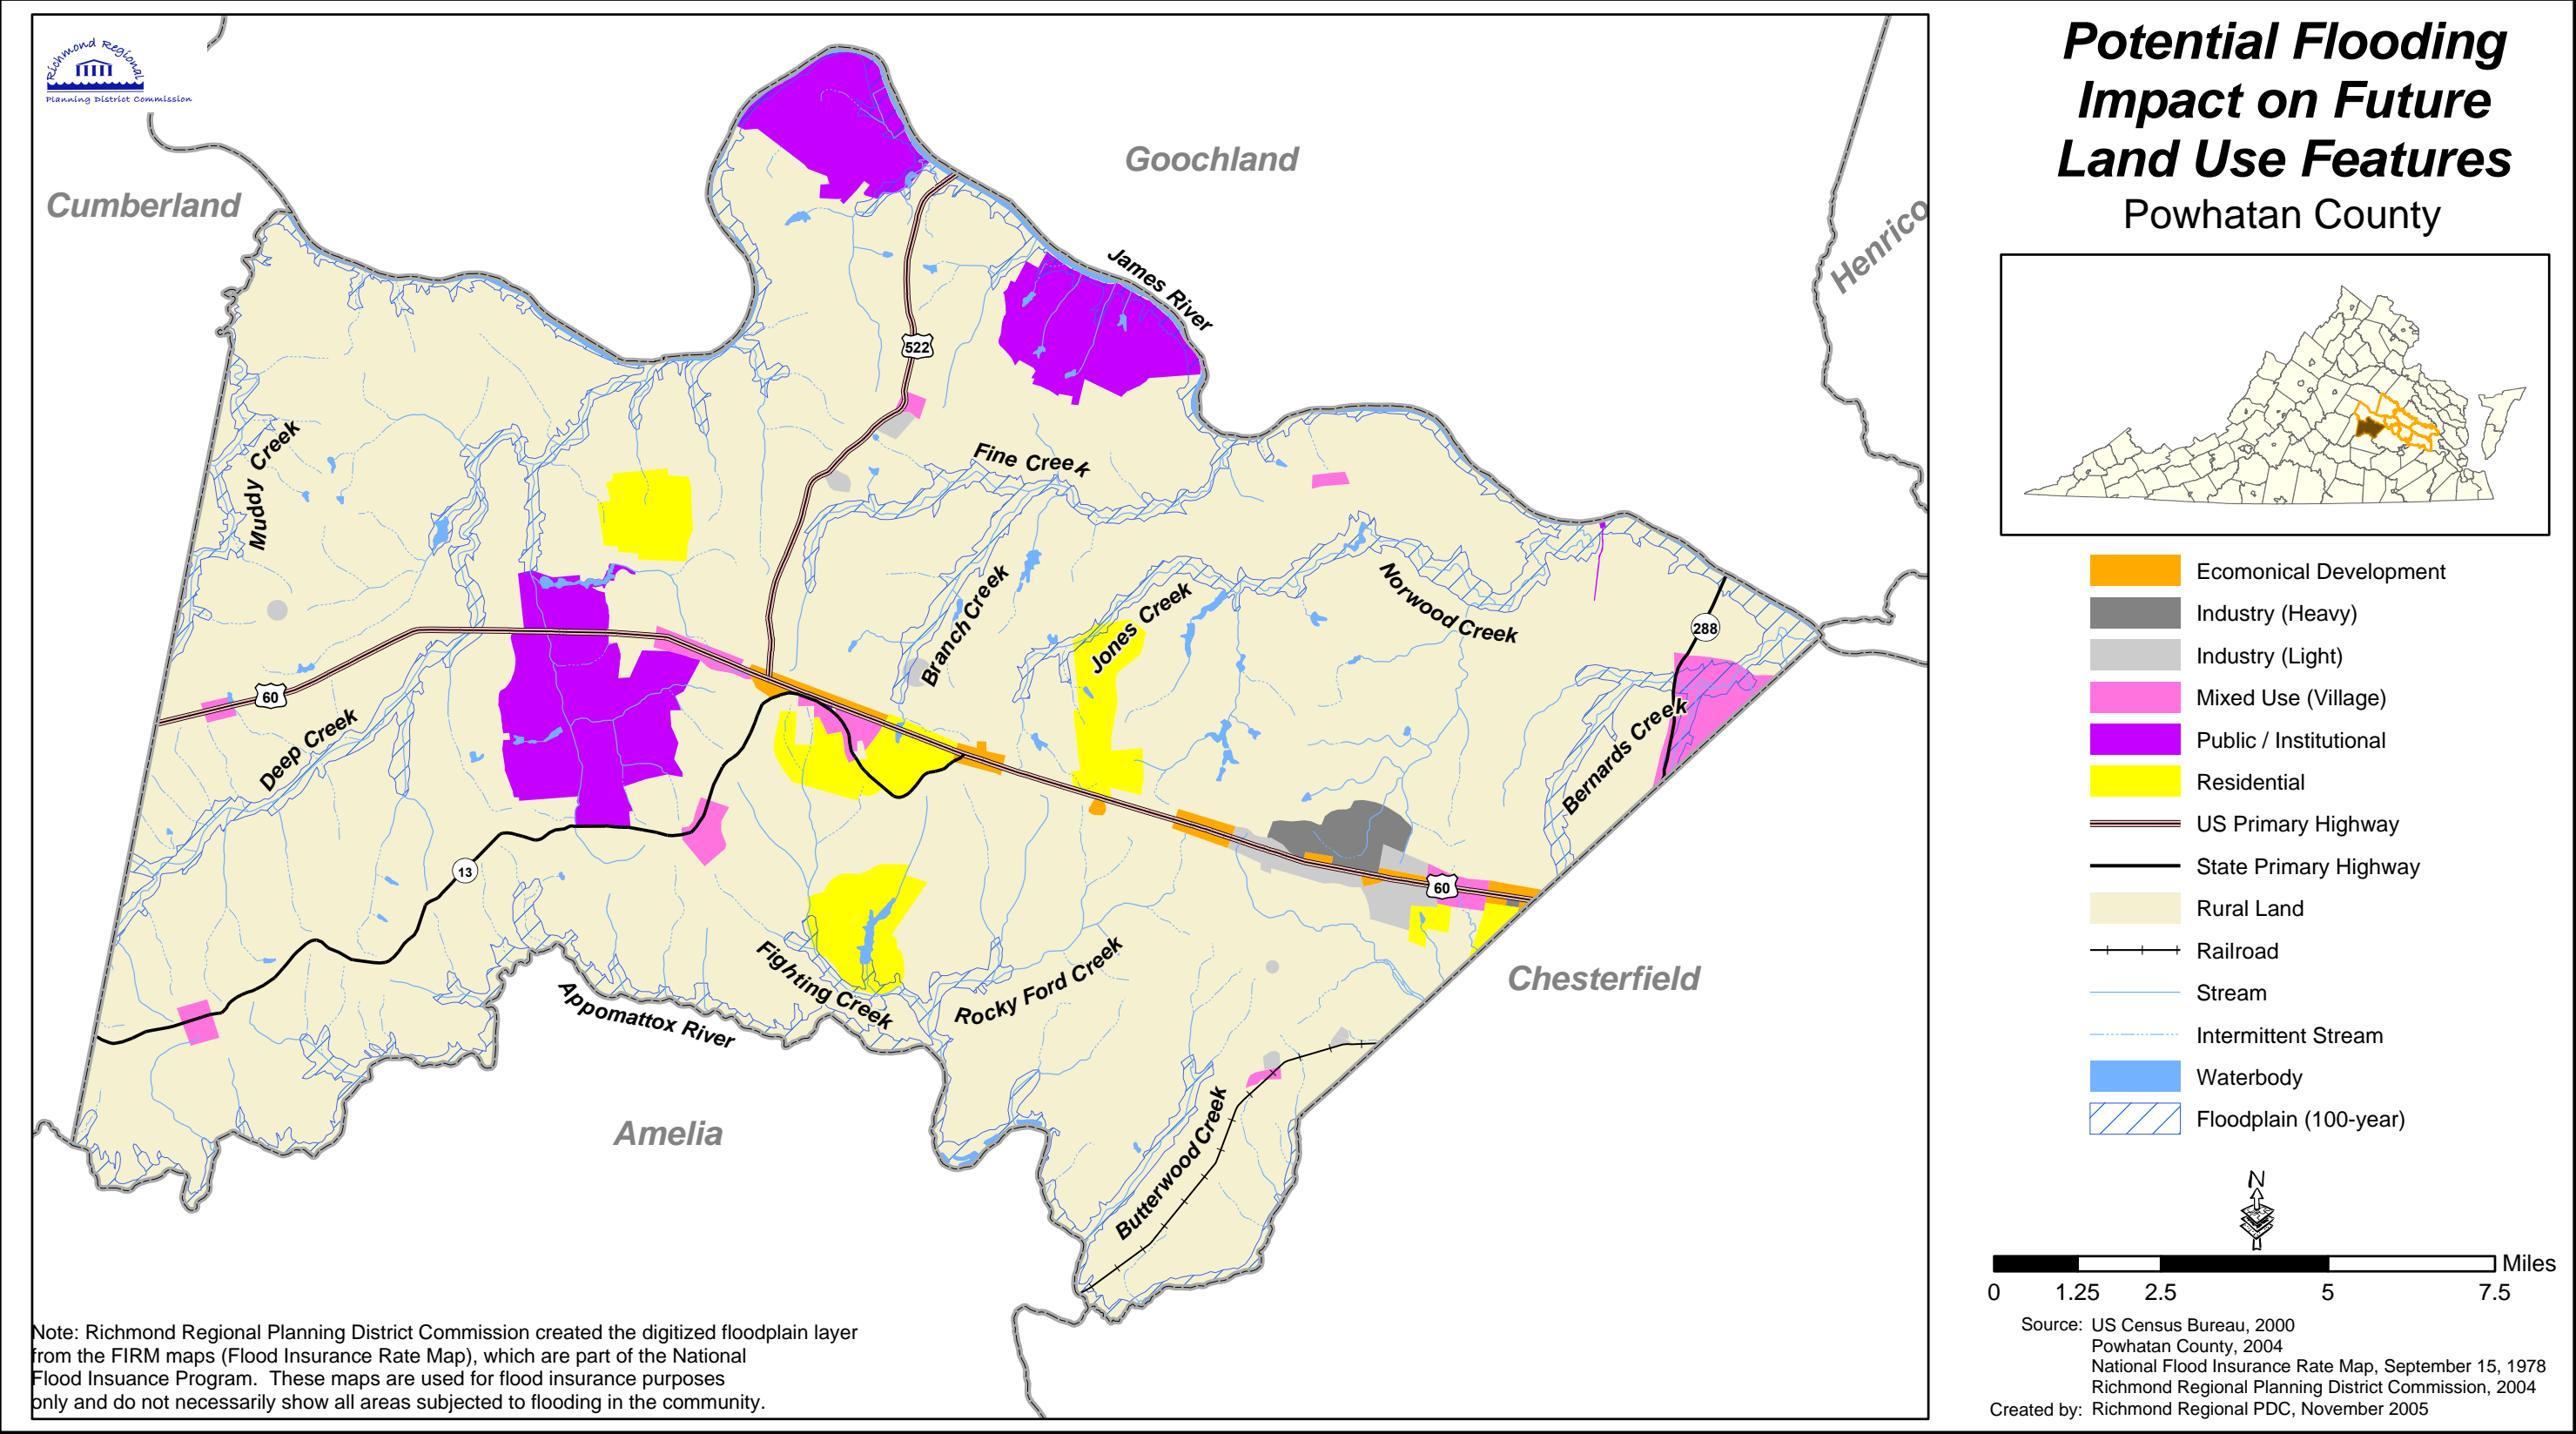 Richmond Regional
Planning District Commission
Potential Flooding
Impact on Future
Land Use Features
Powhatan County
Cumberland
Goochland
Henrico
James River
522
Fine Creek
Muddy Creek
Branch Creek
Jones Creek
Norwood Creek
288
60
Deep Creek
Bernards Creek
13
60
Fighting Creek
Rocky Ford Creek
Appomattox River
Chesterfield
Amelia
Butterwood Creek
Ecomonical Development
Industry (Heavy)
Industry (Light)
Mixed Use (Village)
Public / Institutional
Residential
US Primary Highway
State Primary Highway
Rural Land
Railroad
Stream
Intermittent Stream
Waterbody
Floodplain (100-year)
N
Miles
0 1.25 2.5 5 7.5
Source: US Census Bureau, 2000
Powhatan County, 2004
National Flood Insurance Rate Map, September 15, 1978
Richmond Regional Planning District Commission, 2004
Created by: Richmond Regional PDC, November 2005
Note: Richmond Regional Planning District Commission created the digitized floodplain layer
from the FIRM maps (Flood Insurance Rate Map), which are part of the National
Flood Insuance Program. These maps are used for flood insurance purposes
only and do not necessarily show all areas subjected to flooding in the community.